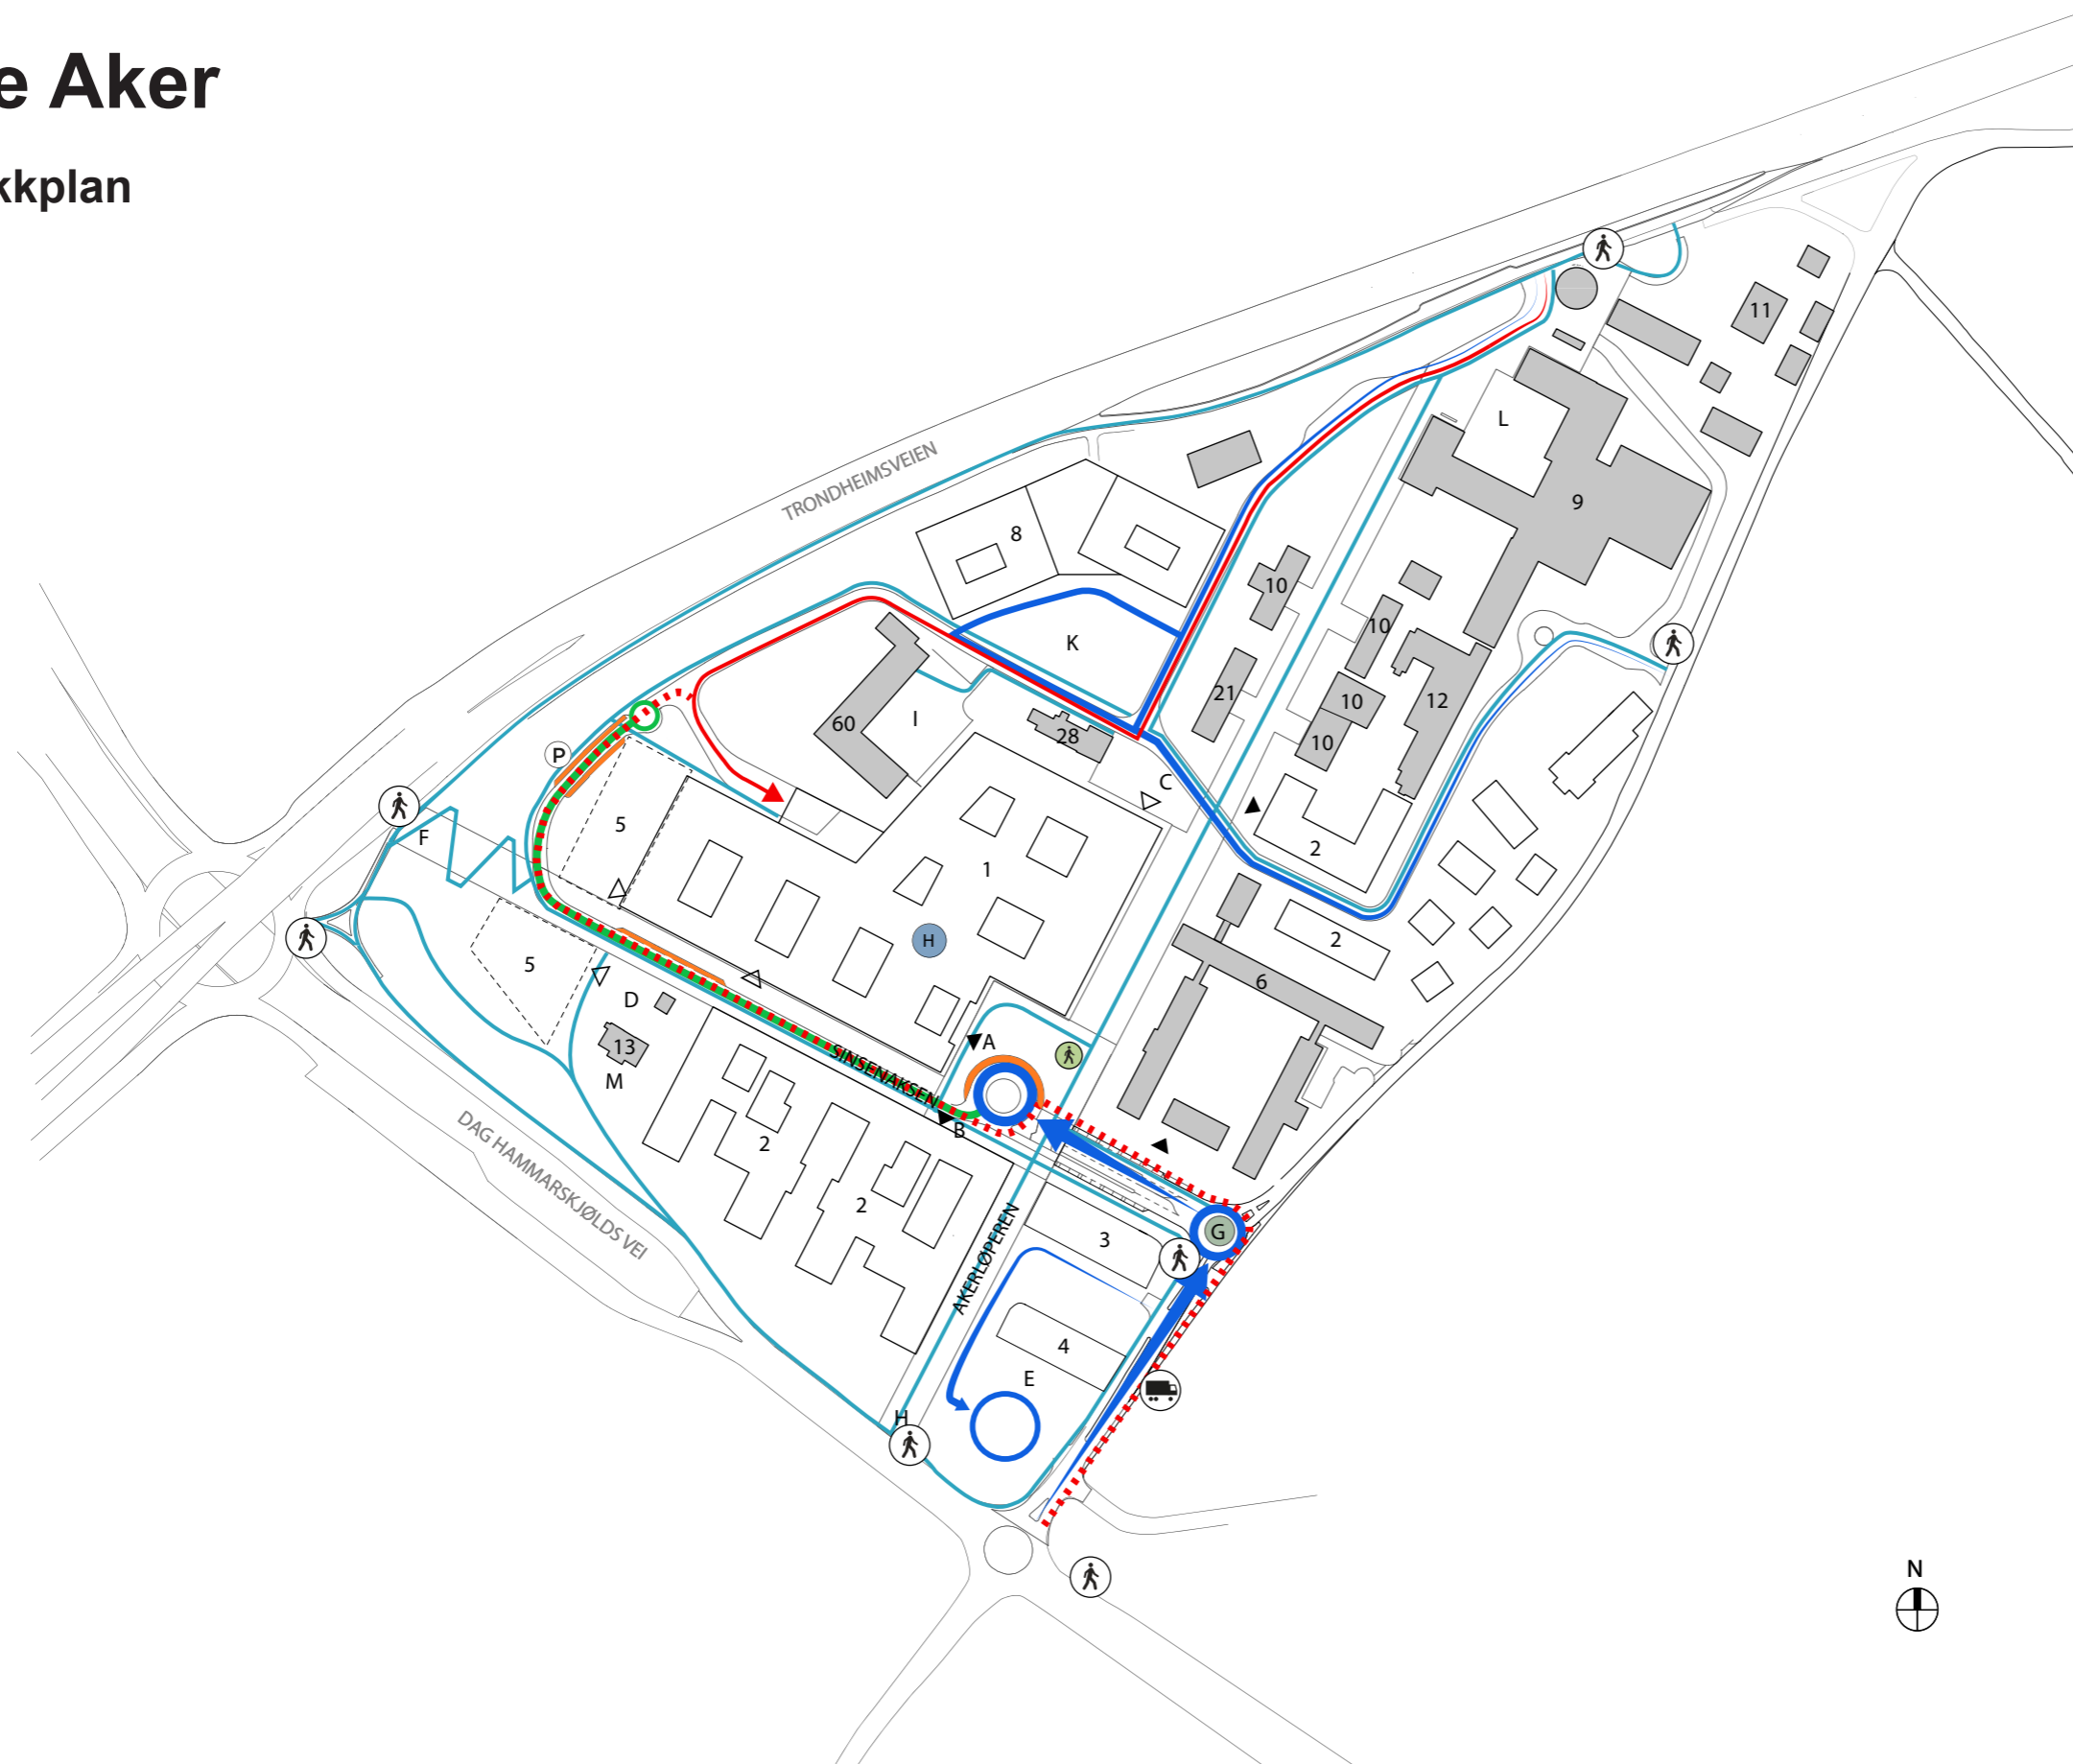 e Aker
kkplan
TRONDHEIMSVEIEN
11
L
9
8
10
10
K
21
10
12
I
60
28
10
P
C
5
F
2
1
H
2
5
6
D
13
A
M
SINSENAKSEN
B
2
DAG HAMMARSKJØLDS VEI
2
G
3
AKERLØPEREN
4
E
H
N